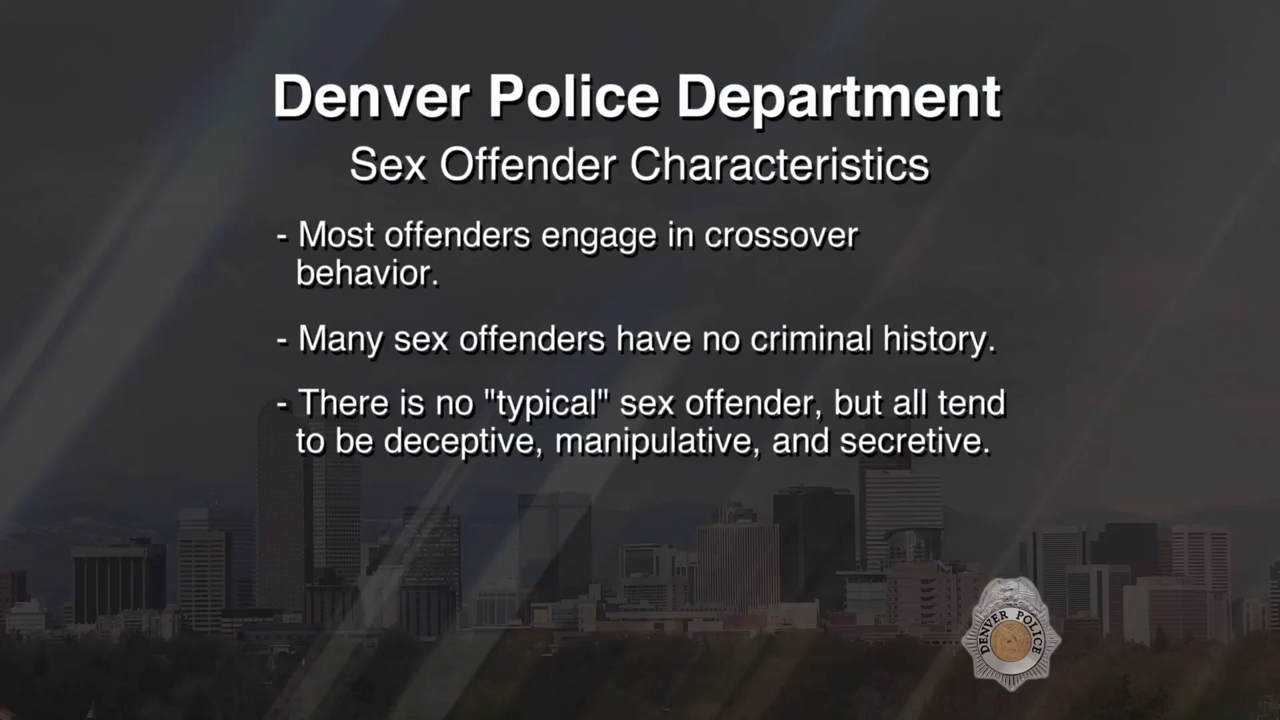 Denver Police Department
Sex Offender Characteristics
- Most offenders engage in crossover
behavior.
- Many sex offenders have no criminal history.
- There is no "typical" sex offender, but all tend
to be deceptive, manipulative, and secretive.
DENVER POLICE